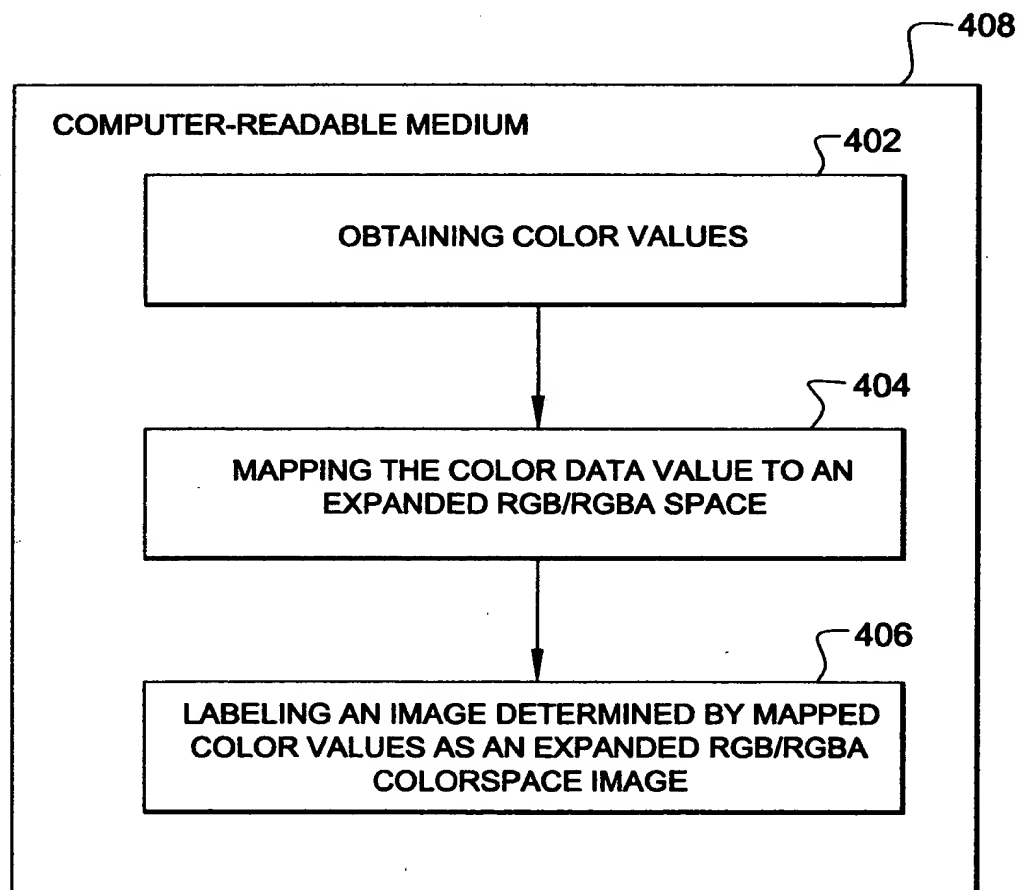 408
COMPUTER-READABLE MEDIUM
402
OBTAINING COLOR VALUES
404
MAPPING THE COLOR DATA VALUE TO AN
EXPANDED RGB/RGBA SPACE
406
LABELING AN IMAGE DETERMINED BY MAPPED
COLOR VALUES AS AN EXPANDED RGB/RGBA
COLORSPACE IMAGE